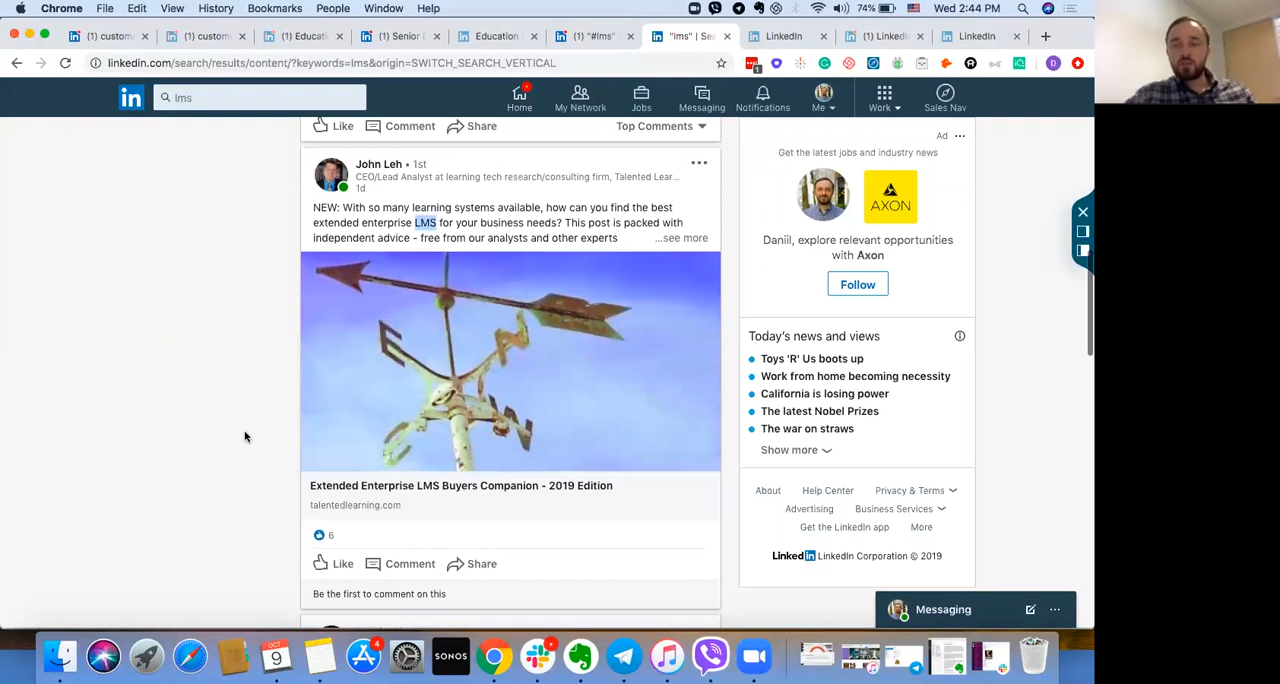 Chrome File Edit View History Bookmarks People Window Help
74% Wed 2:44 PM
(1) custom
(1) custom
(1) Educati
(1) Senior L
Education
(1) "#lms"
"lms" | Sea
LinkedIn
(1) LinkedIn
LinkedIn
linkedin.com/search/results/content/?keywords=lms&origin=SWITCH_SEARCH_VERTICAL
1
in
lms
Home
My Network
Jobs
Messaging
Notifications
Me
Work
Sales Nav
Like Comment Share Top Comments
John Leh • 1st
CEO/Lead Analyst at learning tech research/consulting firm, Talented Lear...
1d
NEW: With so many learning systems available, how can you find the best
extended enterprise LMS for your business needs? This post is packed with
independent advice - free from our analysts and other experts ...see more
E
N
Extended Enterprise LMS Buyers Companion - 2019 Edition
talentedlearning.com
6
Like Comment Share
Be the first to comment on this
Ad ...
Get the latest jobs and industry news
AXON
Daniil, explore relevant opportunities
with Axon
Follow
Today's news and views
Toys 'R' Us boots up
Work from home becoming necessity
California is losing power
The latest Nobel Prizes
The war on straws
Show more
About Help Center Privacy & Terms
Advertising Business Services
Get the LinkedIn app More
Linkedin LinkedIn Corporation © 2019
Messaging
OCT
9
4
SONOS